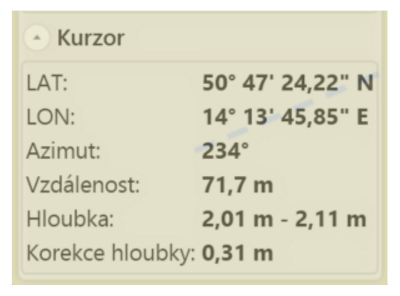 Kurzor
LAT: 50° 47' 24,22" N
LON: 14° 13' 45,85" E
Azimut: 234°
Vzdálenost: 71,7 m
Hloubka: 2,01 m - 2,11 m
Korekce hloubky: 0,31 m